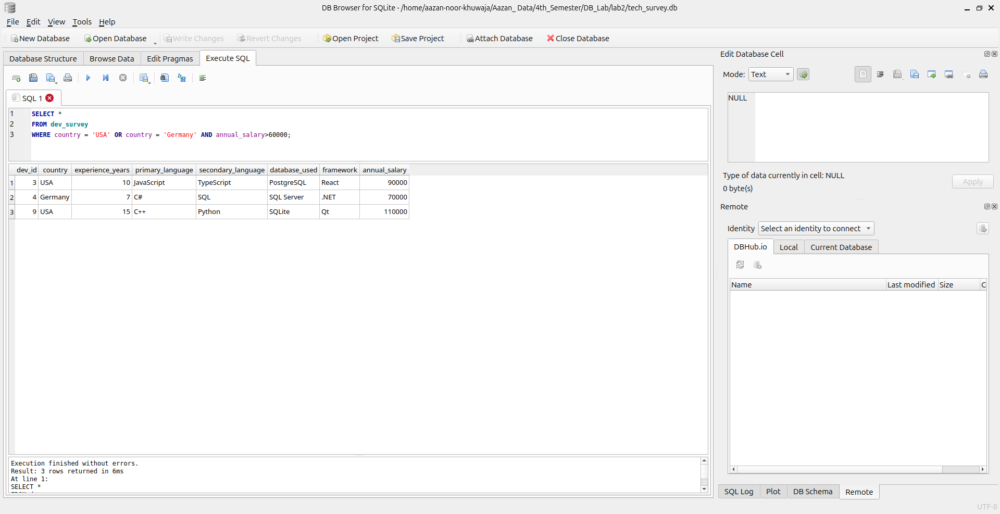 DB Browser for SQLite - /home/aazan-noor-khuwaja/Aazan_ Data/4th_Semester/DB_Lab/lab2/tech_survey.db
File Edit View Tools Help
New Database Open Database Write Changes Revert Changes Open Project Save Project Attach Database Close Database
Database Structure Browse Data Edit Pragmas Execute SQL
SQL 1
1 SELECT *
2 FROM dev_survey
3 WHERE country = 'USA' OR country = 'Germany' AND annual_salary>60000;
dev_id country experience_years primary_language secondary_language database_used framework annual_salary
1 3 USA 10 JavaScript TypeScript PostgreSQL React 90000
2 4 Germany 7 C# SQL SQL Server .NET 70000
3 9 USA 15 C++ Python SQLite Qt 110000
Execution finished without errors.
Result: 3 rows returned in 6ms
At line 1:
SELECT *
Edit Database Cell
Mode: Text
NULL
Type of data currently in cell: NULL
0 byte(s)
Apply
Remote
Identity Select an identity to connect
DBHub.io Local Current Database
Name Last modified Size C
SQL Log Plot DB Schema Remote
UTF-8